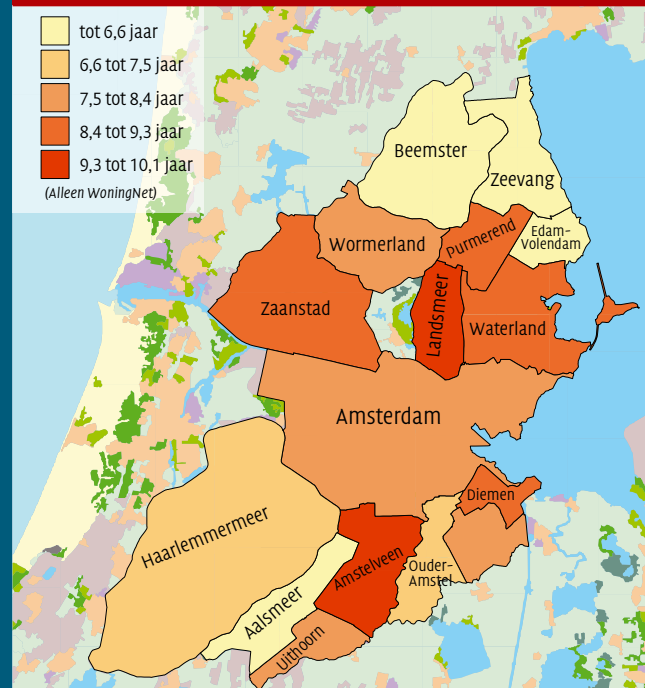 tot 6,6 jaar
6,6 tot 7,5 jaar
7,5 tot 8,4 jaar
8,4 tot 9,3 jaar
9,3 tot 10,1 jaar
(Alleen WoningNet)
Beemster
Zeevang
Edam-
Volendam
Purmerend
Wormerland
Zaanstad
Landsmeer
Waterland
Amsterdam
Diemen
Haarlemmermeer
Amstelveen
Ouder-
Amstel
Aalsmeer
Uithoorn